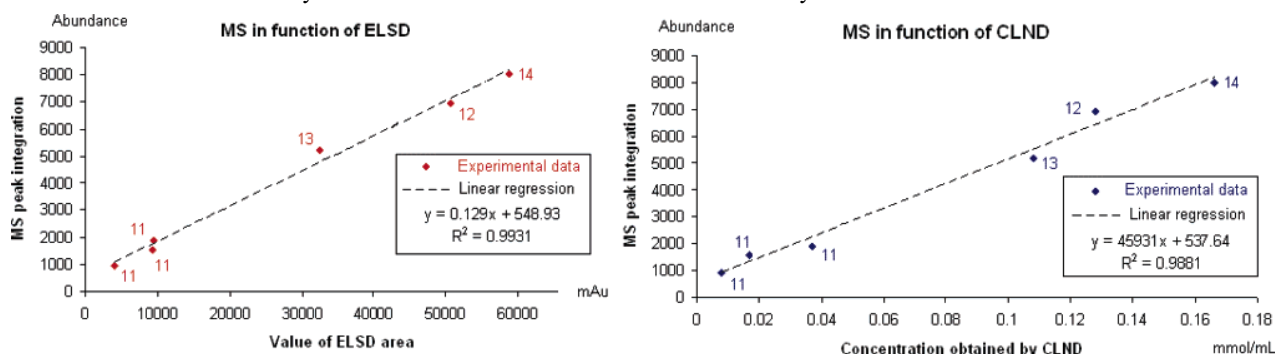 Abundance
MS in function of ELSD
MS peak integration
9000
8000
7000
6000
5000
4000
3000
2000
1000
0
14
12
13
11
11
11
Experimental data
Linear regression
y = 0.129x + 548.93
R² = 0.9931
0
10000
20000
30000
40000
50000
60000
mAu
Value of ELSD area
Abundance
MS in function of CLND
MS peak integration
9000
8000
7000
6000
5000
4000
3000
2000
1000
0
14
12
13
11
11
11
Experimental data
Linear regression
y = 45931x + 537.64
R² = 0.9881
0
0.02
0.04
0.06
0.08
0.1
0.12
0.14
0.16
0.18
Concentration obtained by CLND
mmol/mL